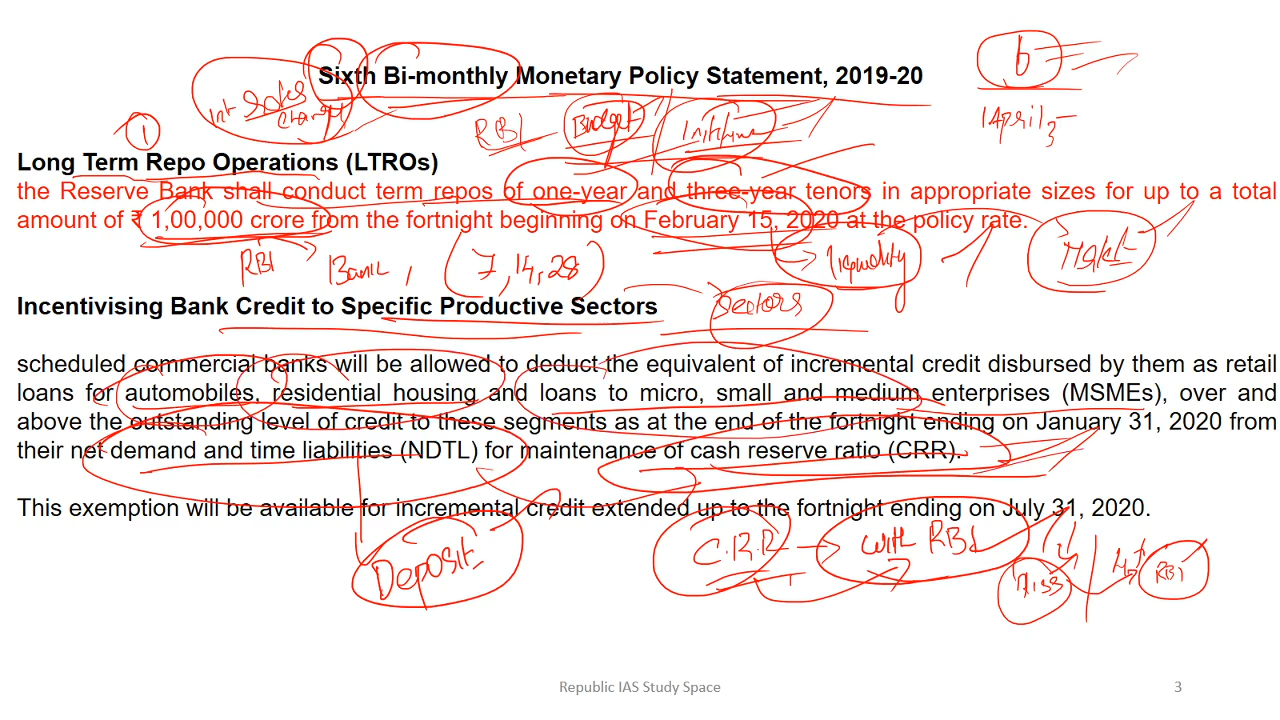 Sixth Bi-monthly Monetary Policy Statement, 2019-20
6
Int
Rates
change
RBI
Budget
1April
1
Long Term Repo Operations (LTROs)
the Reserve Bank shall conduct term repos of one-year and three-year tenors in appropriate sizes for up to a total
amount of ₹ 1,00,000 crore from the fortnight beginning on February 15, 2020 at the policy rate.
RBI
Bank,
7, 14, 28
Incentivising Bank Credit to Specific Productive Sectors
Sectors
scheduled commercial banks will be allowed to deduct the equivalent of incremental credit disbursed by them as retail
loans for automobiles, residential housing and loans to micro, small and medium enterprises (MSMEs), over and
above the outstanding level of credit to these segments as at the end of the fortnight ending on January 31, 2020 from
their net demand and time liabilities (NDTL) for maintenance of cash reserve ratio (CRR).
This exemption will be available for incremental credit extended up to the fortnight ending on July 31, 2020.
Deposit
C.R.R
with RBI
RBI
Republic IAS Study Space
3